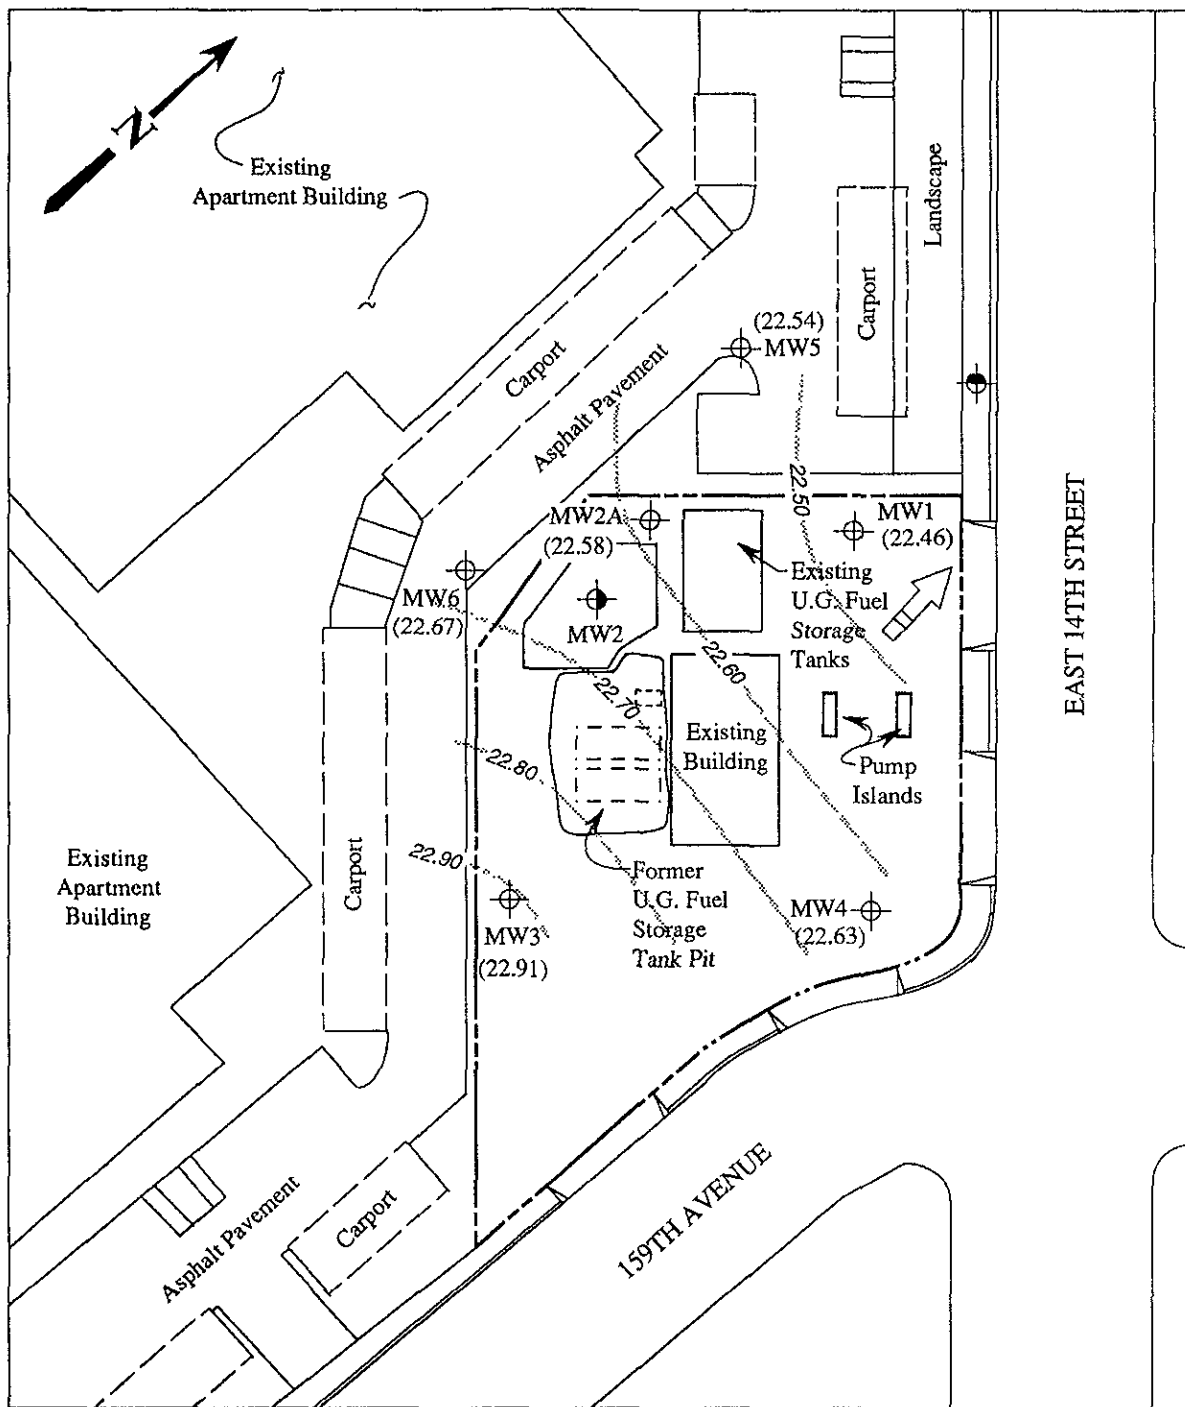 N
Existing
Apartment Building
Landscape
Carport
(22.54)
MW5
Carport
Asphalt Pavement
22.50
EAST 14TH STREET
MW2A
(22.58)
MW1
(22.46)
Existing
U.G. Fuel
Storage
Tanks
MW6
(22.67)
MW2
22.60
22.70
Existing
Building
Pump
Islands
22.80
22.90
Carport
Existing
Apartment
Building
Former
U.G. Fuel
Storage
Tank Pit
MW3
(22.91)
MW4
(22.63)
159TH AVENUE
Asphalt Pavement
Carport